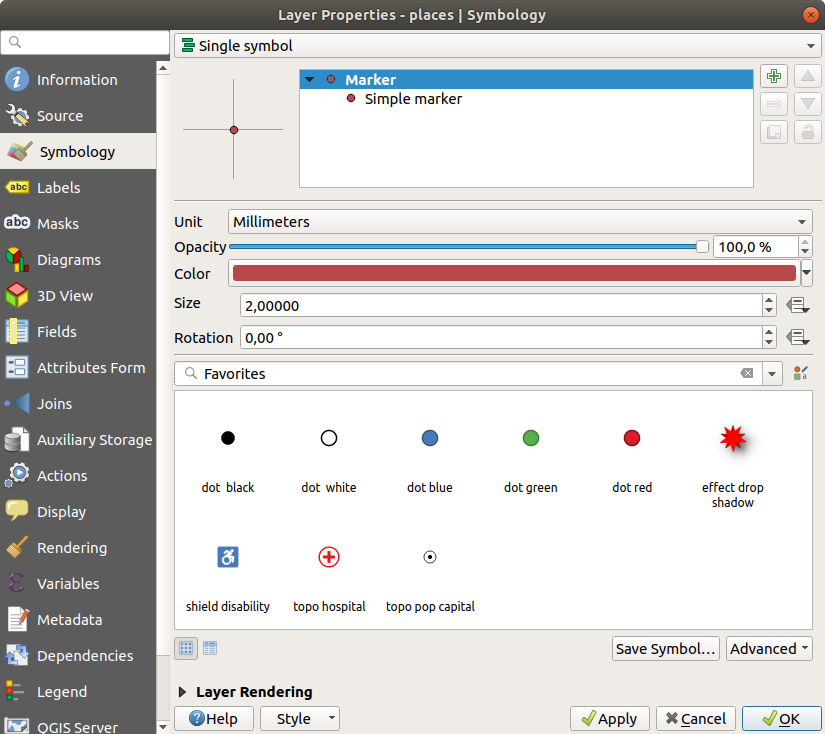 Layer Properties - places | Symbology
Single symbol
Information
Source
Symbology
abc Labels
abc Masks
Diagrams
3D View
Fields
Attributes Form
Joins
Auxiliary Storage
Actions
Display
Rendering
Variables
Metadata
Dependencies
Legend
QGIS Server
Marker
Simple marker
Unit Millimeters
Opacity 100,0 %
Color
Size 2,00000
Rotation 0,00 °
Favorites
dot black dot white dot blue dot green dot red effect drop
shadow
shield disability topo hospital topo pop capital
Save Symbol... Advanced
Layer Rendering
Help Style Apply Cancel OK